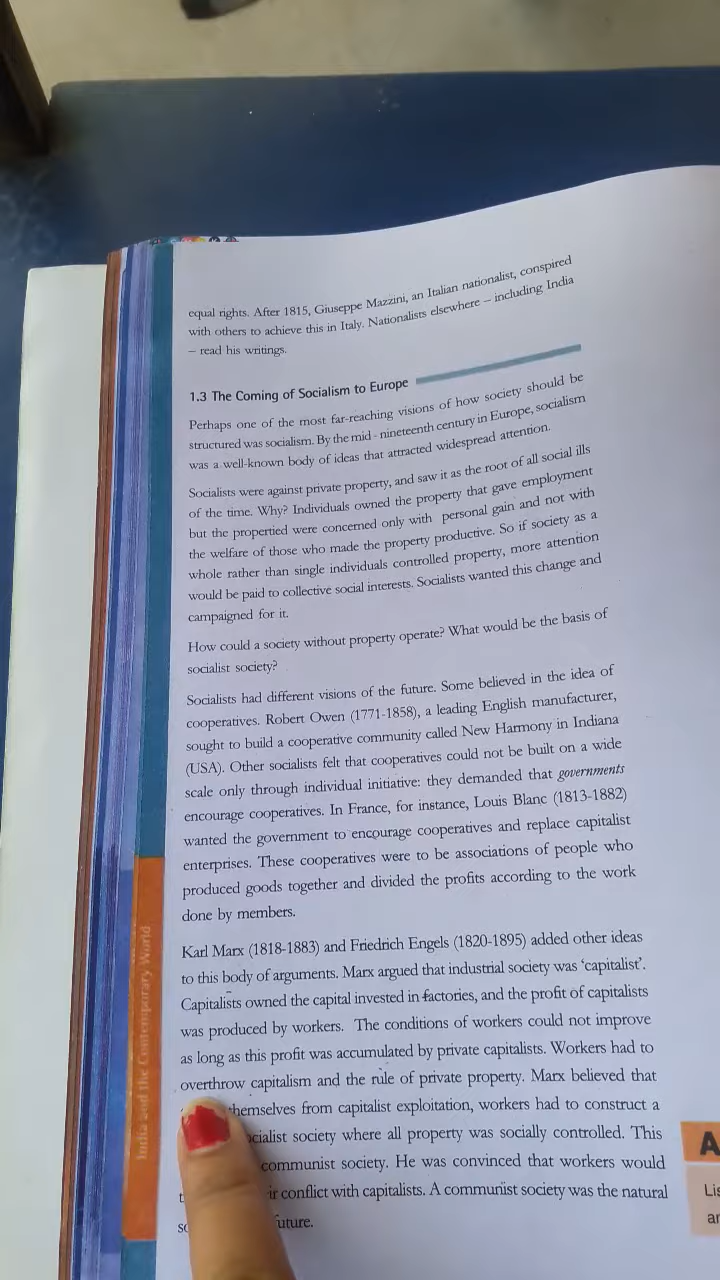 equal rights. After 1815, Giuseppe Mazzini, an Italian nationalist, conspired
with others to achieve this in Italy. Nationalists elsewhere – including India
– read his writings.
1.3 The Coming of Socialism to Europe
Perhaps one of the most far-reaching visions of how society should be
structured was socialism. By the mid - nineteenth century in Europe, socialism
was a well-known body of ideas that attracted widespread attention.
Socialists were against private property, and saw it as the root of all social ills
of the time. Why? Individuals owned the property that gave employment
but the propertied were concerned only with personal gain and not with
the welfare of those who made the property productive. So if society as a
whole rather than single individuals controlled property, more attention
would be paid to collective social interests. Socialists wanted this change and
campaigned for it.
How could a society without property operate? What would be the basis of
socialist society?
Socialists had different visions of the future. Some believed in the idea of
cooperatives. Robert Owen (1771-1858), a leading English manufacturer,
sought to build a cooperative community called New Harmony in Indiana
(USA). Other socialists felt that cooperatives could not be built on a wide
scale only through individual initiative: they demanded that governments
encourage cooperatives. In France, for instance, Louis Blanc (1813-1882)
wanted the government to encourage cooperatives and replace capitalist
enterprises. These cooperatives were to be associations of people who
produced goods together and divided the profits according to the work
done by members.
Karl Marx (1818-1883) and Friedrich Engels (1820-1895) added other ideas
to this body of arguments. Marx argued that industrial society was ‘capitalist’.
Capitalists owned the capital invested in factories, and the profit of capitalists
was produced by workers. The conditions of workers could not improve
as long as this profit was accumulated by private capitalists. Workers had to
overthrow capitalism and the rule of private property. Marx believed that
themselves from capitalist exploitation, workers had to construct a
society where all property was socially controlled. This
communist society. He was convinced that workers would
conflict with capitalists. A communist society was the natural
future.
India and the Contemporary World
A